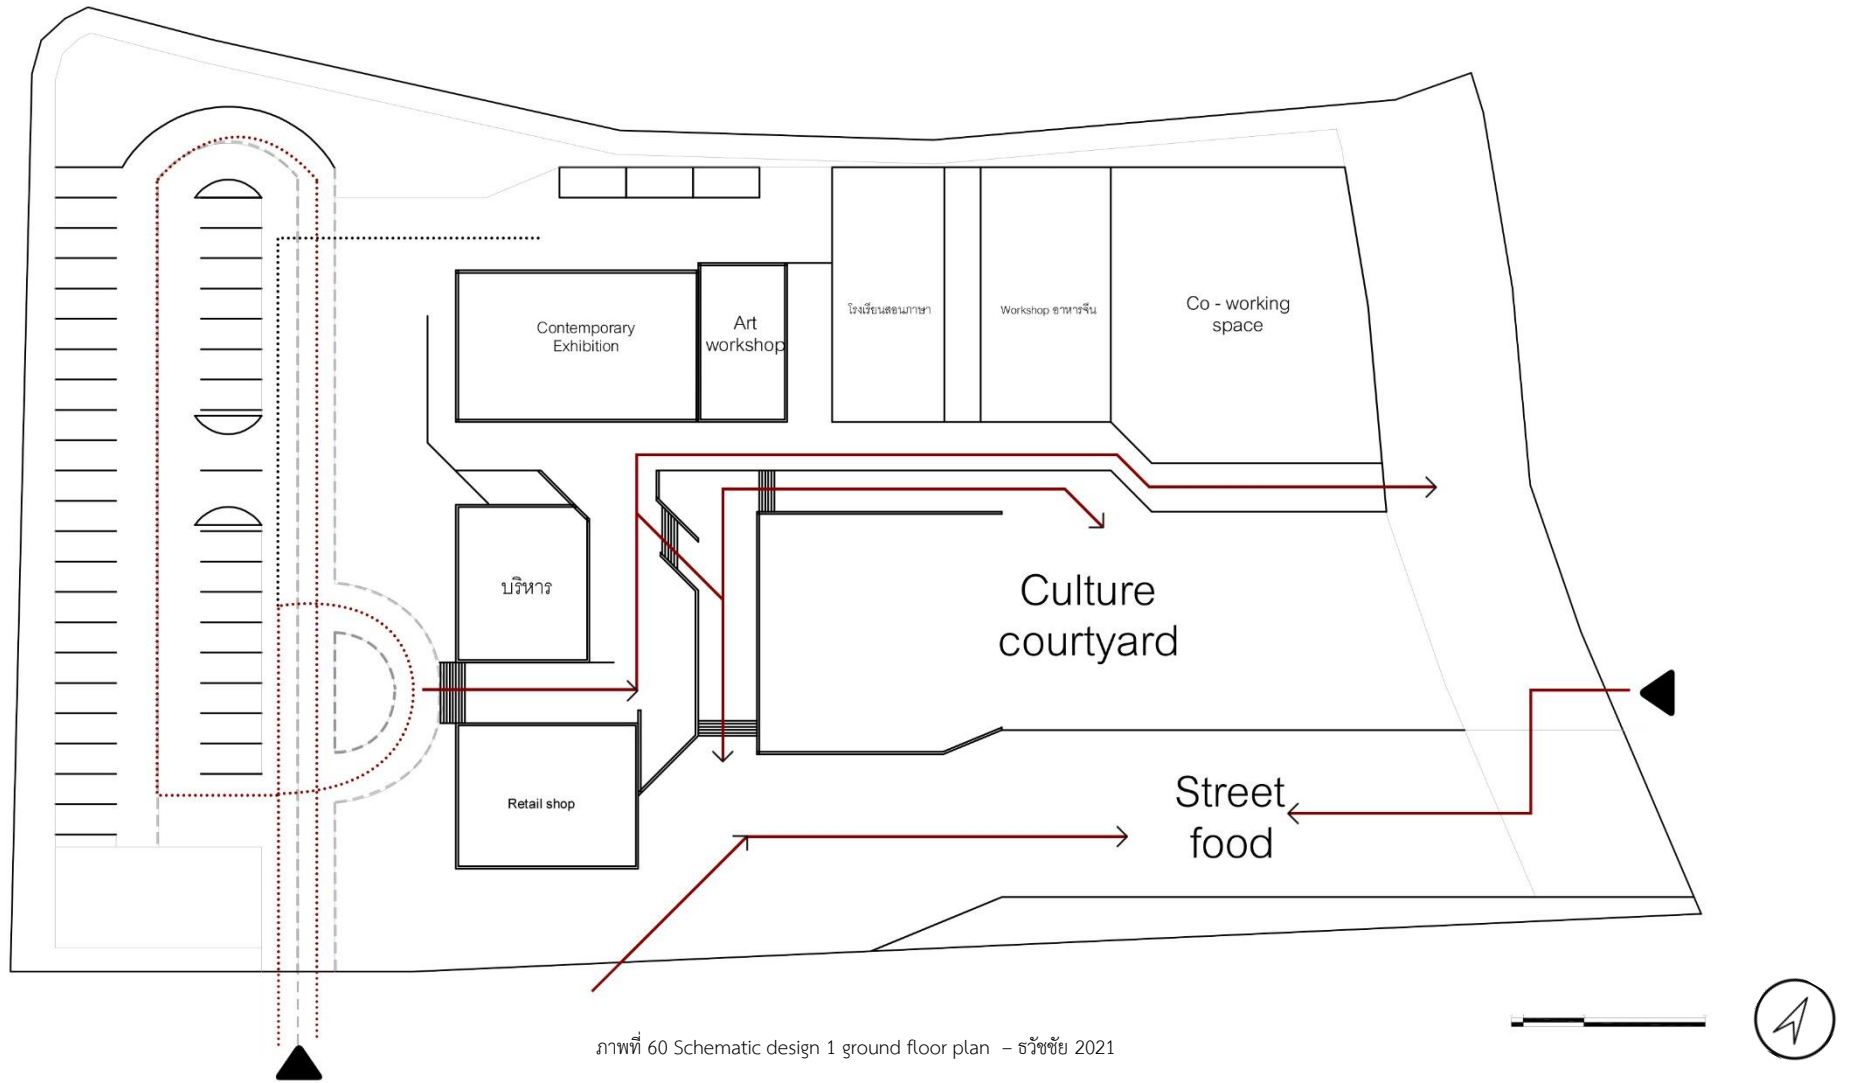 โรงเรียนสอนภาษา
Workshop อาหารจีน
Co - working
space
Contemporary
Exhibition
Art
workshop
บริหาร
Culture
courtyard
Retail shop
Street
food
ภาพที่ 60 Schematic design 1 ground floor plan – ธวัชชัย 2021